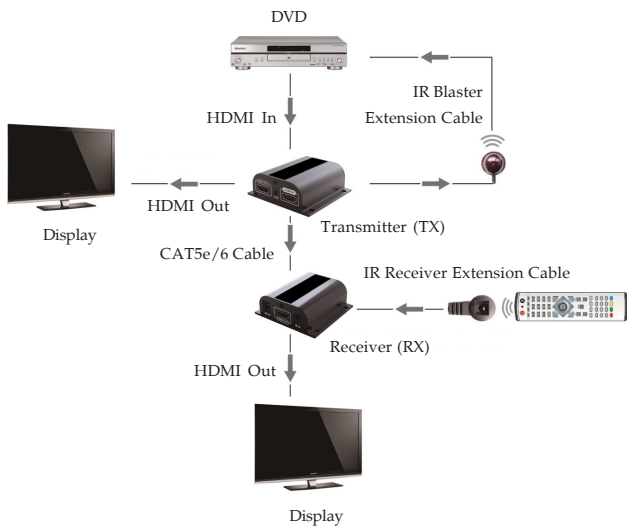 DVD
IR Blaster
Extension Cable
HDMI In
HDMI Out
Transmitter (TX)
Display
CAT5e/6 Cable
IR Receiver Extension Cable
Receiver (RX)
HDMI Out
Display